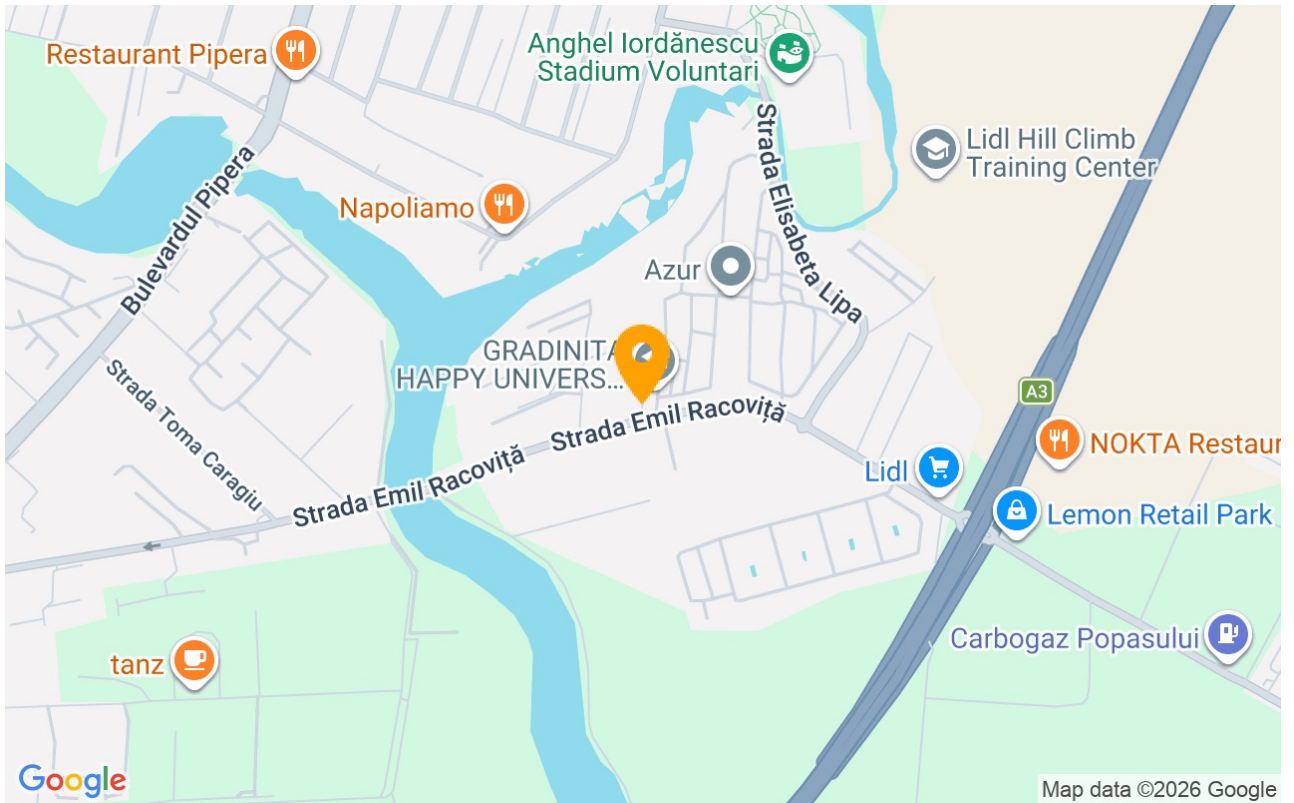 Restaurant Pipera
Anghel Iordănescu
Stadium Voluntari
Lidl Hill Climb
Training Center
Strada Elisabeta Lipa
Bulevardul Pipera
Napoliamo
Azur
GRADINITA
HAPPY UNIVERS...
A3
Strada Toma Caragiu
Strada Emil Racoviță
Strada Emil Racoviță
NOKTA Restaur
Lidl
Lemon Retail Park
Carbogaz Popasului
tanz
Google
Map data ©2026 Google